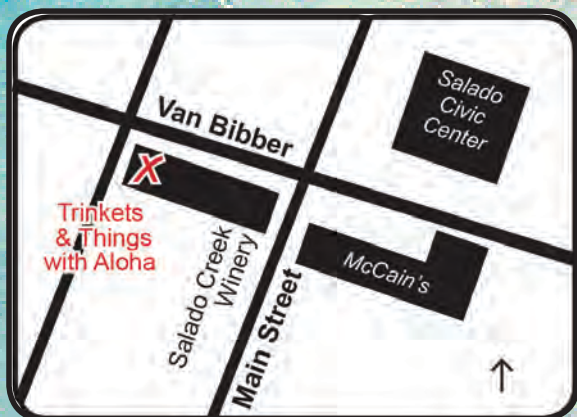 Van Bibber
Salado
Civic
Center
X
Trinkets
& Things
with Aloha
Salado Creek
Winery
Main Street
McCain's